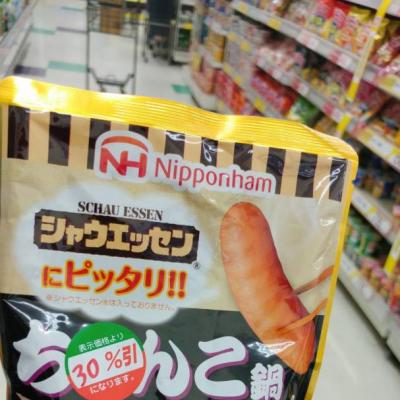 NH Nipponham
SCHAU ESSEN
シャウエッセン®
にピッタリ!!
※シャウエッセン®は入っておりません。
ち
んこ鍋
表示価格より
30%引
になります。